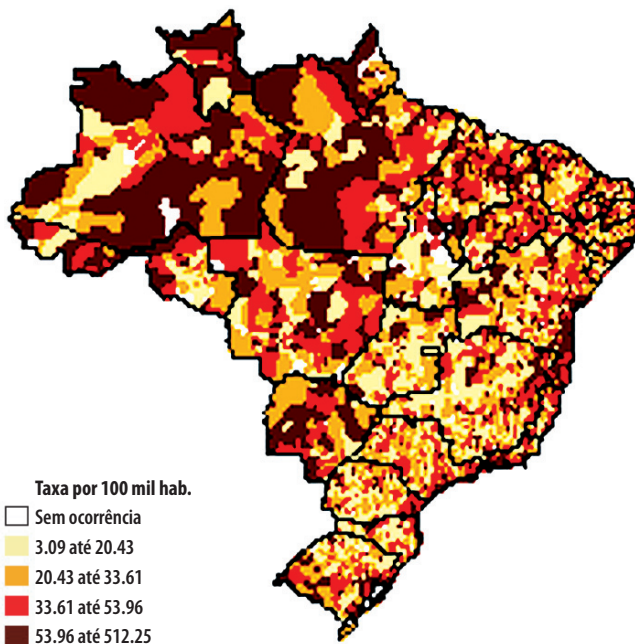 Taxa por 100 mil hab.
Sem ocorrência
3.09 até 20.43
20.43 até 33.61
33.61 até 53.96
53.96 até 512.25